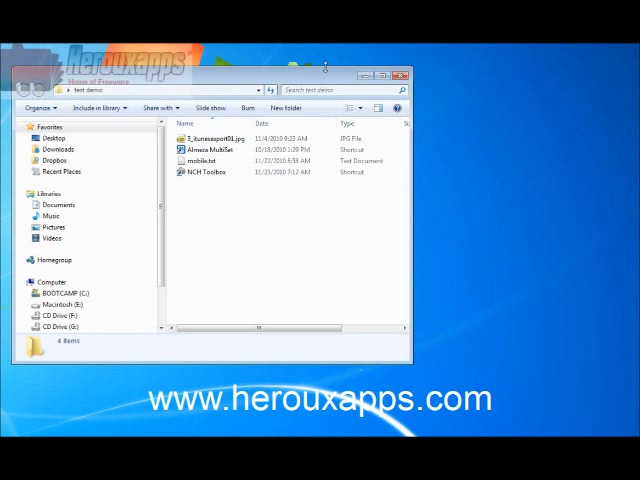 Herouxapps
Home of Freeware
test demo
Search test demo
Organize
Include in library
Share with
Slide show
Burn
New folder
Favorites
Desktop
Downloads
Dropbox
Recent Places
Libraries
Documents
Music
Pictures
Videos
Homegroup
Computer
BOOTCAMP (C:)
Macintosh (E:)
CD Drive (F:)
CD Drive (G:)
Name Date Type Si
3_itunesexport01.jpg 11/4/2010 9:23 AM JPG File
Almeza MultiSet 10/18/2010 1:29 PM Shortcut
mobile.txt 11/22/2010 8:58 AM Text Document
NCH Toolbox 11/23/2010 7:12 AM Shortcut
4 items
www.herouxapps.com